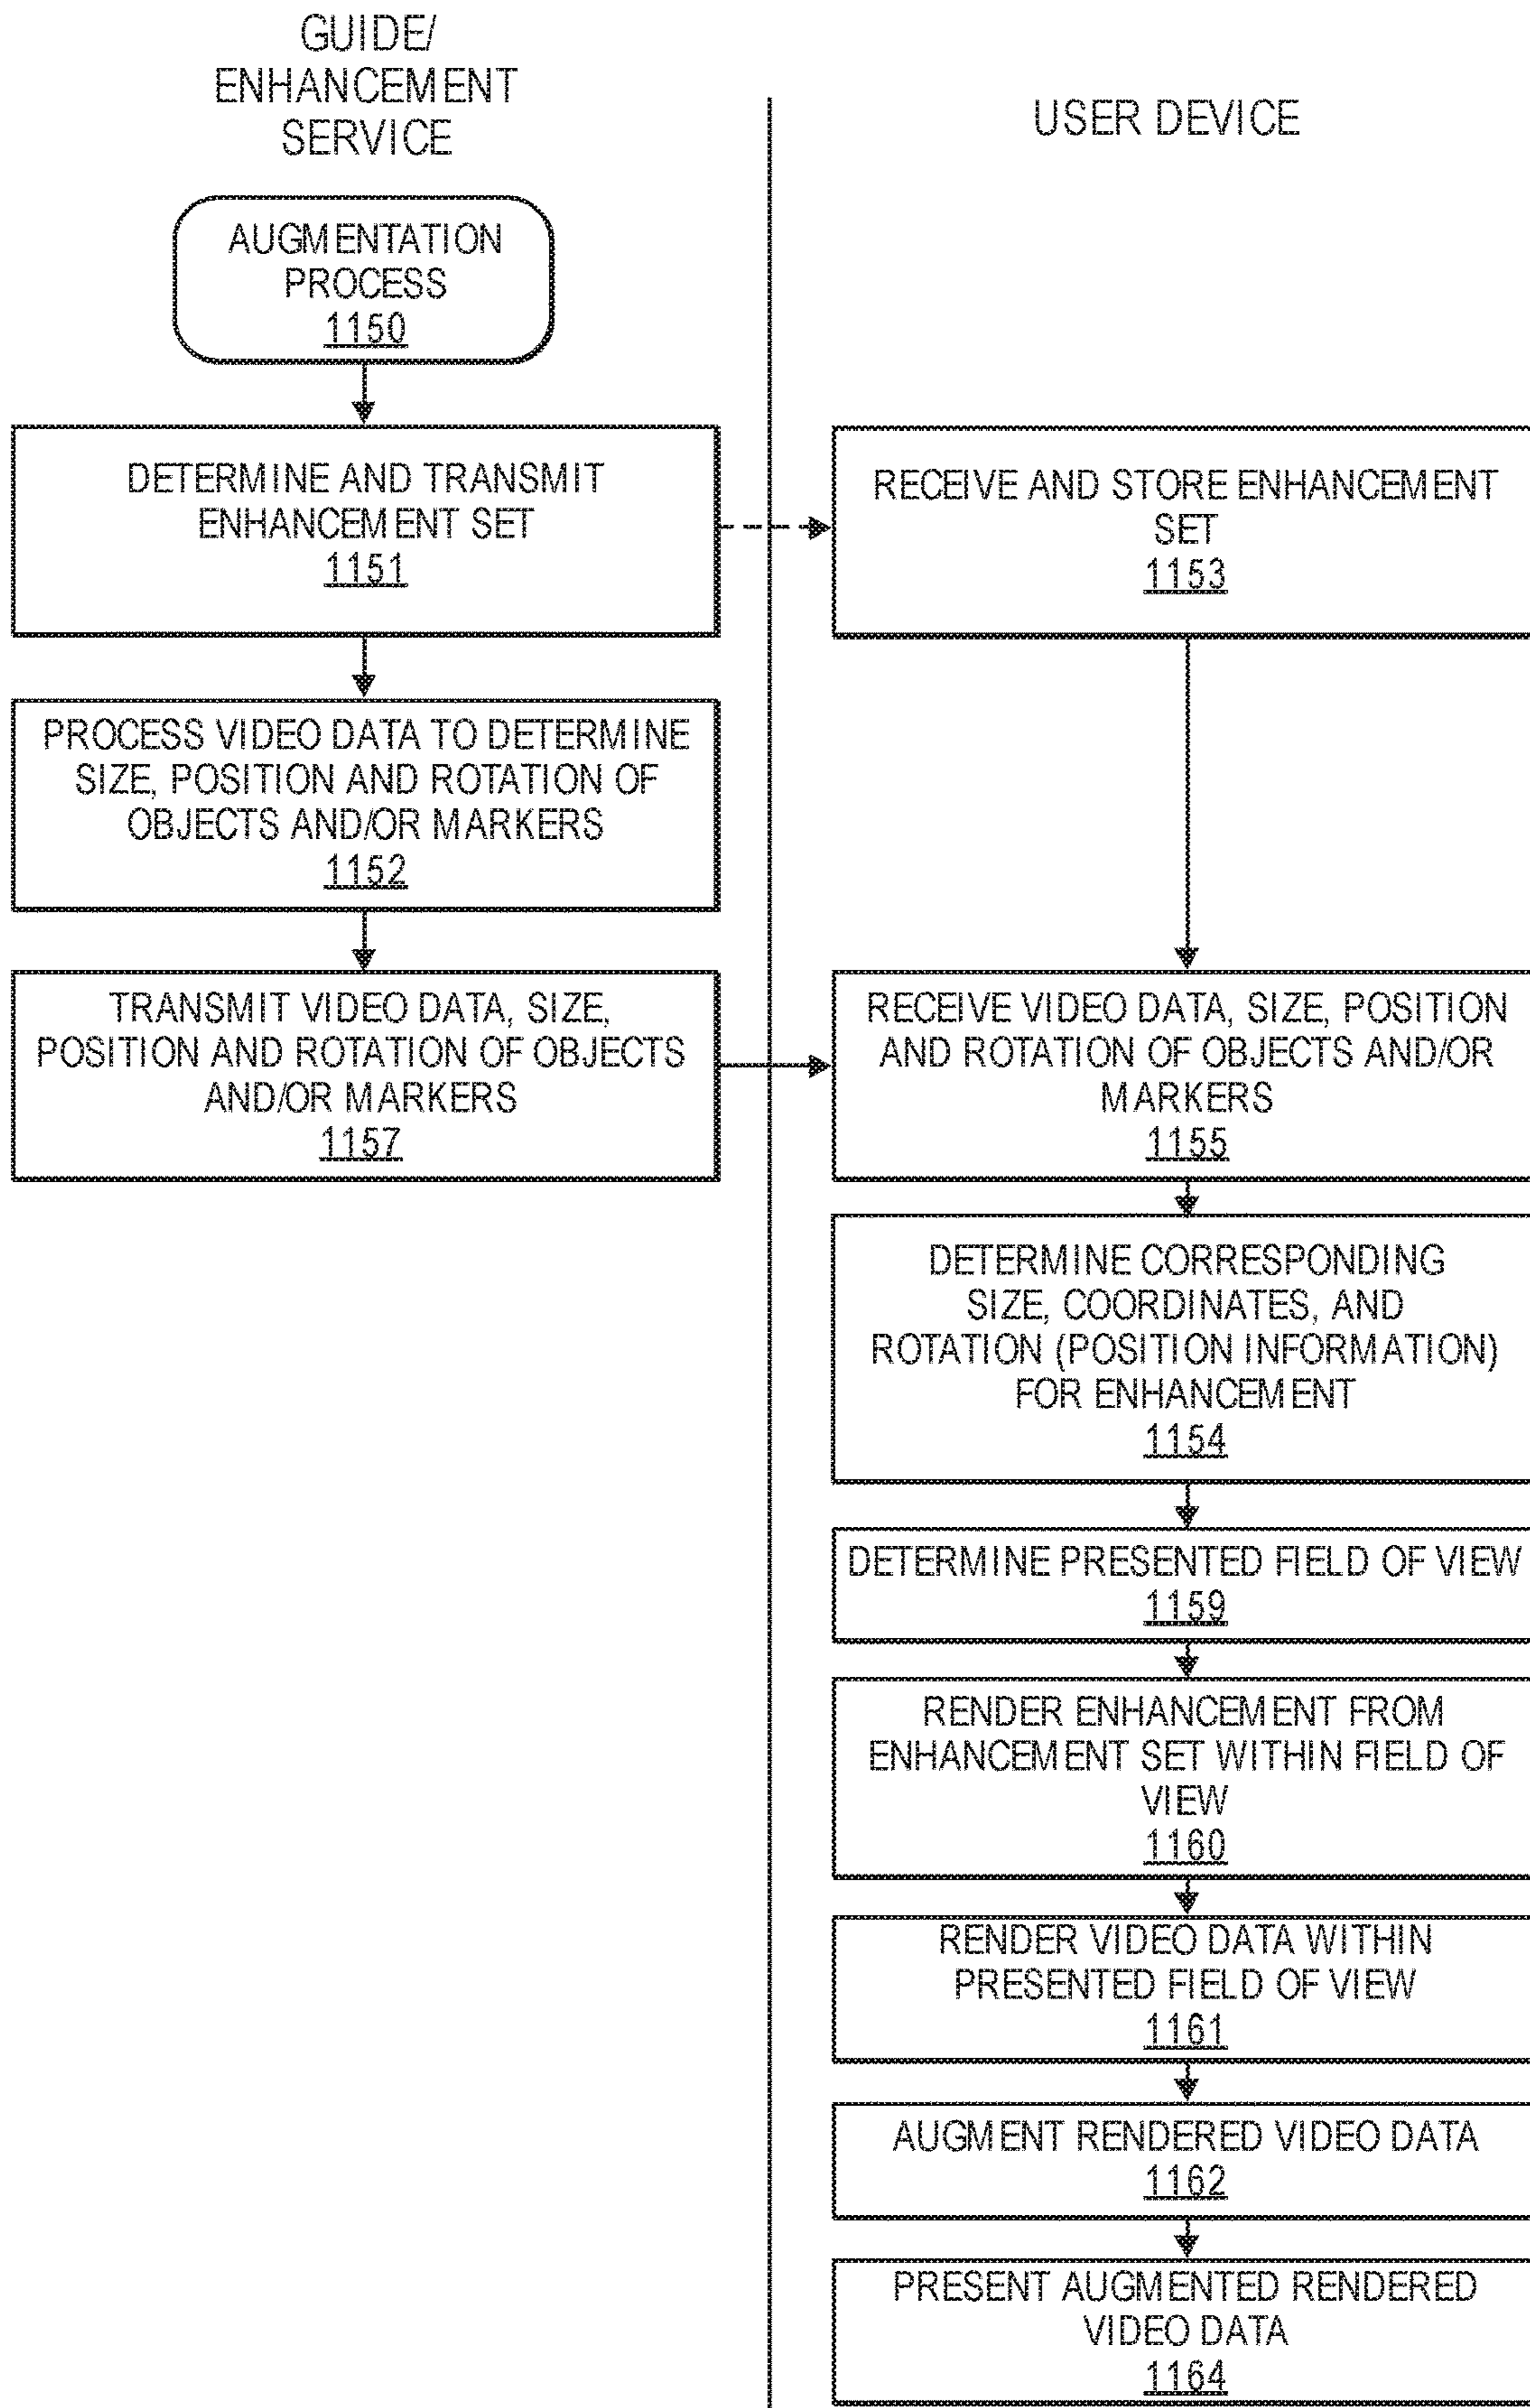 GUIDE/
ENHANCEMENT
SERVICE
USER DEVICE
AUGMENTATION
PROCESS
1150
DETERMINE AND TRANSMIT
ENHANCEMENT SET
1151
RECEIVE AND STORE ENHANCEMENT
SET
1153
PROCESS VIDEO DATA TO DETERMINE
SIZE, POSITION AND ROTATION OF
OBJECTS AND/OR MARKERS
1152
TRANSMIT VIDEO DATA, SIZE,
POSITION AND ROTATION OF OBJECTS
AND/OR MARKERS
1157
RECEIVE VIDEO DATA, SIZE, POSITION
AND ROTATION OF OBJECTS AND/OR
MARKERS
1155
DETERMINE CORRESPONDING
SIZE, COORDINATES, AND
ROTATION (POSITION INFORMATION)
FOR ENHANCEMENT
1154
DETERMINE PRESENTED FIELD OF VIEW
1159
RENDER ENHANCEMENT FROM
ENHANCEMENT SET WITHIN FIELD OF
VIEW
1160
RENDER VIDEO DATA WITHIN
PRESENTED FIELD OF VIEW
1161
AUGMENT RENDERED VIDEO DATA
1162
PRESENT AUGMENTED RENDERED
VIDEO DATA
1164